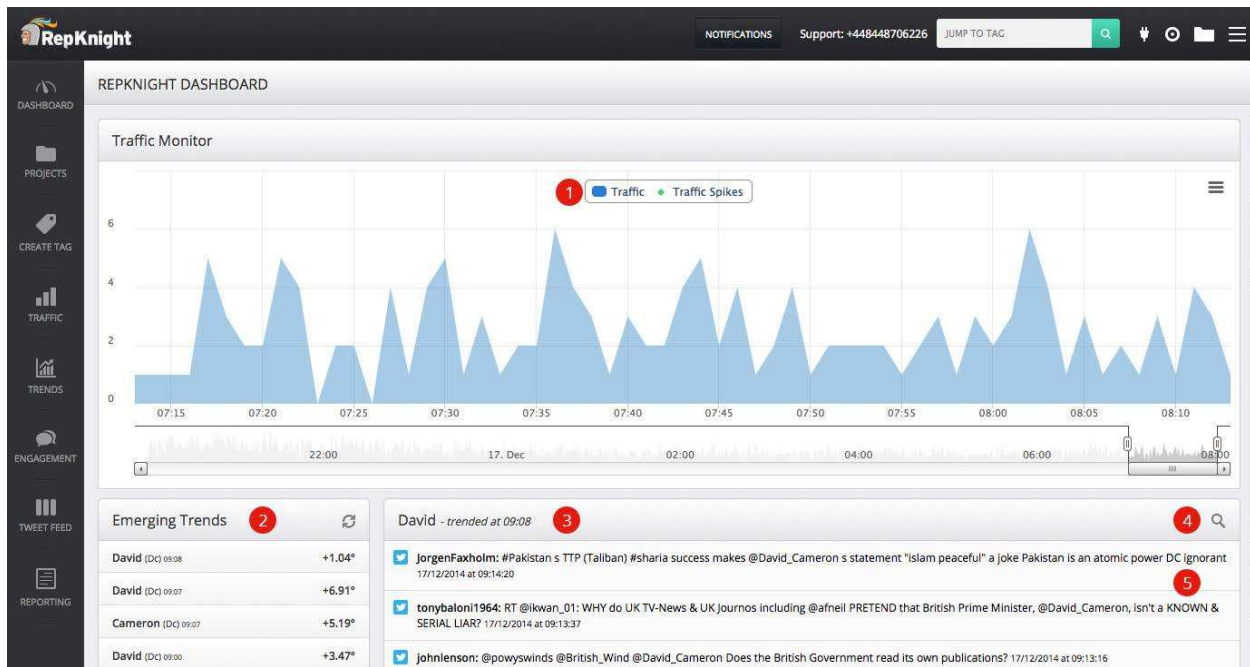 RepKnight
NOTIFICATIONS
Support: +448448706226
JUMP TO TAG
DASHBOARD
PROJECTS
CREATE TAG
TRAFFIC
TRENDS
ENGAGEMENT
TWEET FEED
REPORTING
REPKNIGHT DASHBOARD
Traffic Monitor
1
Traffic
Traffic Spikes
6
4
2
0
07:15 07:20 07:25 07:30 07:35 07:40 07:45 07:50 07:55 08:00 08:05 08:10
22:00 17. Dec 02:00 04:00 06:00 08:00
Emerging Trends 2
David (Dc) 09:08 +1.04°
David (Dc) 09:07 +6.91°
Cameron (Dc) 09:07 +5.19°
David (Dc) 09:00 +3.47°
David - trended at 09:08 3
4
JorgenFaxholm: #Pakistan s TTP (Taliban) #sharia success makes @David_Cameron s statement "islam peaceful" a joke Pakistan is an atomic power DC ignorant
17/12/2014 at 09:14:20
5
tonybaloni1964: RT @ikwan_01: WHY do UK TV-News & UK Journos including @afneil PRETEND that British Prime Minister, @David_Cameron, isn't a KNOWN &
SERIAL LIAR? 17/12/2014 at 09:13:37
johnlenson: @powyswinds @British_Wind @David_Cameron Does the British Government read its own publications? 17/12/2014 at 09:13:16